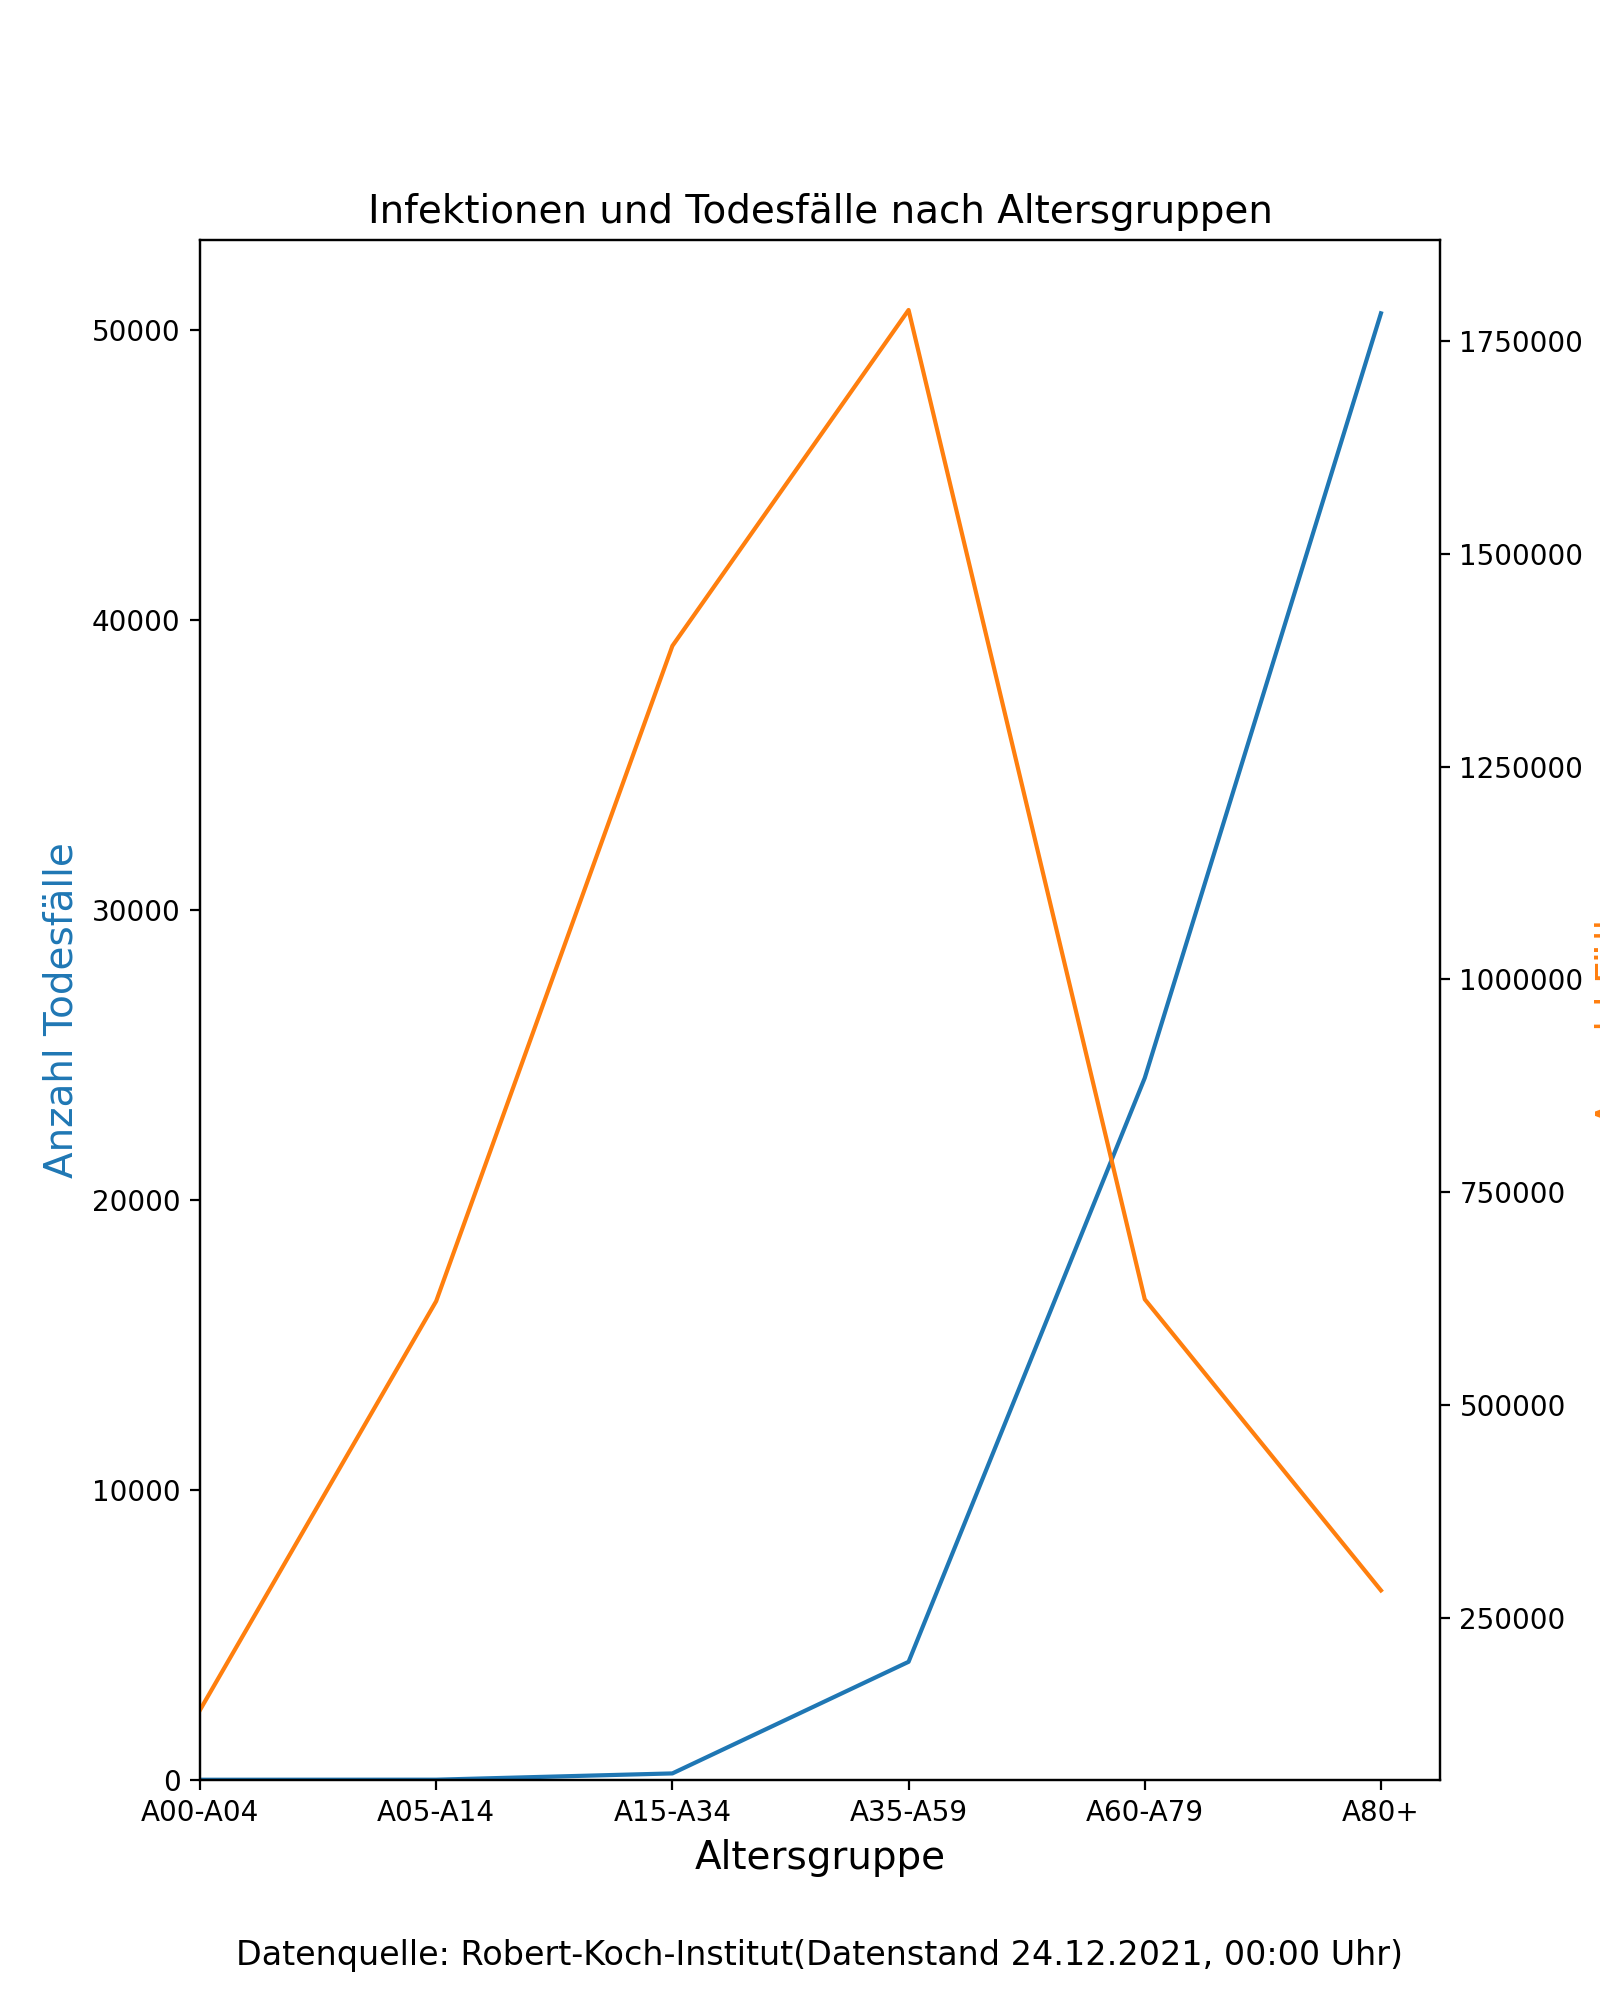 Infektionen und Todesfälle nach Altersgruppen
50000
40000
30000
20000
10000
0
Anzahl Todesfälle
1750000
1500000
1250000
1000000
750000
500000
250000
A00-A04 A05-A14 A15-A34 A35-A59 A60-A79 A80+
Altersgruppe
Datenquelle: Robert-Koch-Institut(Datenstand 24.12.2021, 00:00 Uhr)